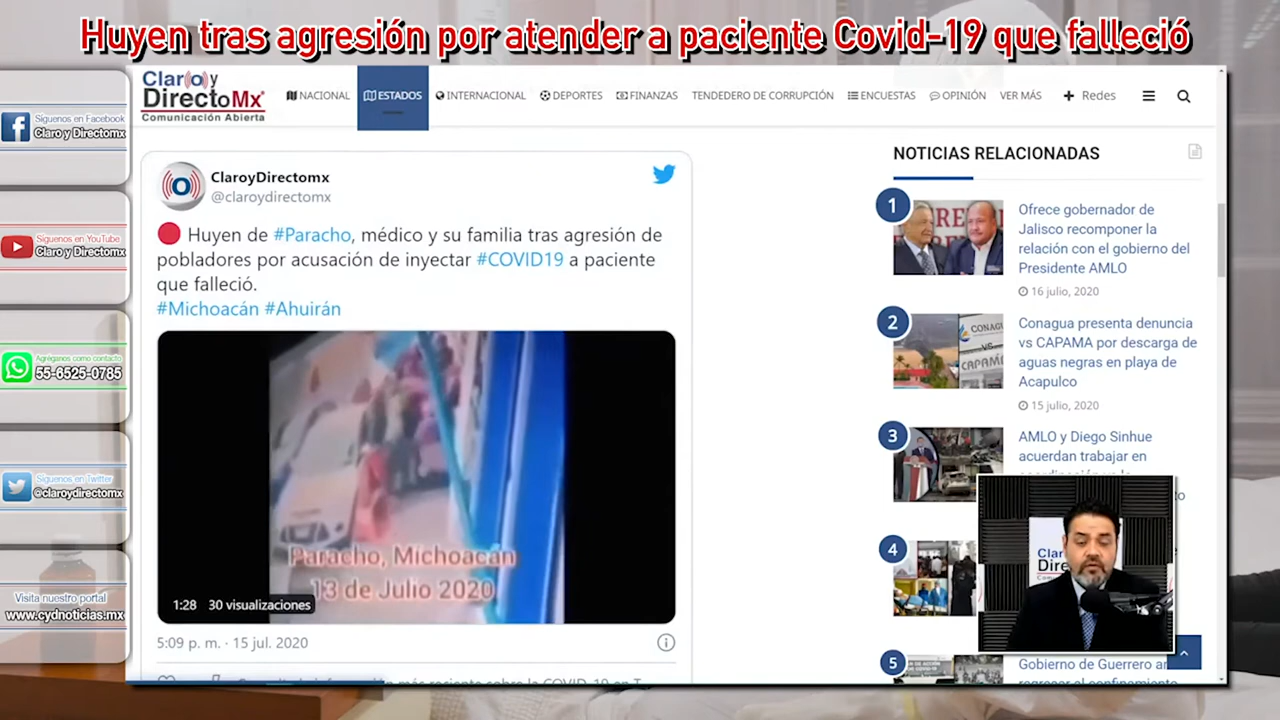 Huyen tras agresión por atender a paciente Covid-19 que falleció
Síguenos en Facebook
Claro y Directomx
Síguenos en YouTube
Claro y Directomx
Agréganos como contacto
55-6525-0785
Síguenos en Twitter
@claroydirectomx
Visita nuestro portal
www.cydnoticias.mx
Claro y
DirectoMx
Comunicación Abierta
NACIONAL
ESTADOS
INTERNACIONAL
DEPORTES
FINANZAS
TENDEDERO DE CORRUPCIÓN
ENCUESTAS
OPINIÓN
VER MÁS
Redes
ClaroyDirectomx
@claroydirectomx
Huyen de #Paracho, médico y su familia tras agresión de
pobladores por acusación de inyectar #COVID19 a paciente
que falleció.
#Michoacán #Ahuirán
Paracho, Michoacán
13 de Julio 2020
1:28 30 visualizaciones
5:09 p. m. · 15 jul. 2020
NOTICIAS RELACIONADAS
1
Ofrece gobernador de
Jalisco recomponer la
relación con el gobierno del
Presidente AMLO
16 julio, 2020
2
CONAGUA
VS
CAPAMA
Conagua presenta denuncia
vs CAPAMA por descarga de
aguas negras en playa de
Acapulco
15 julio, 2020
3
AMLO y Diego Sinhue
acuerdan trabajar en
4
5
Gobierno de Guerrero